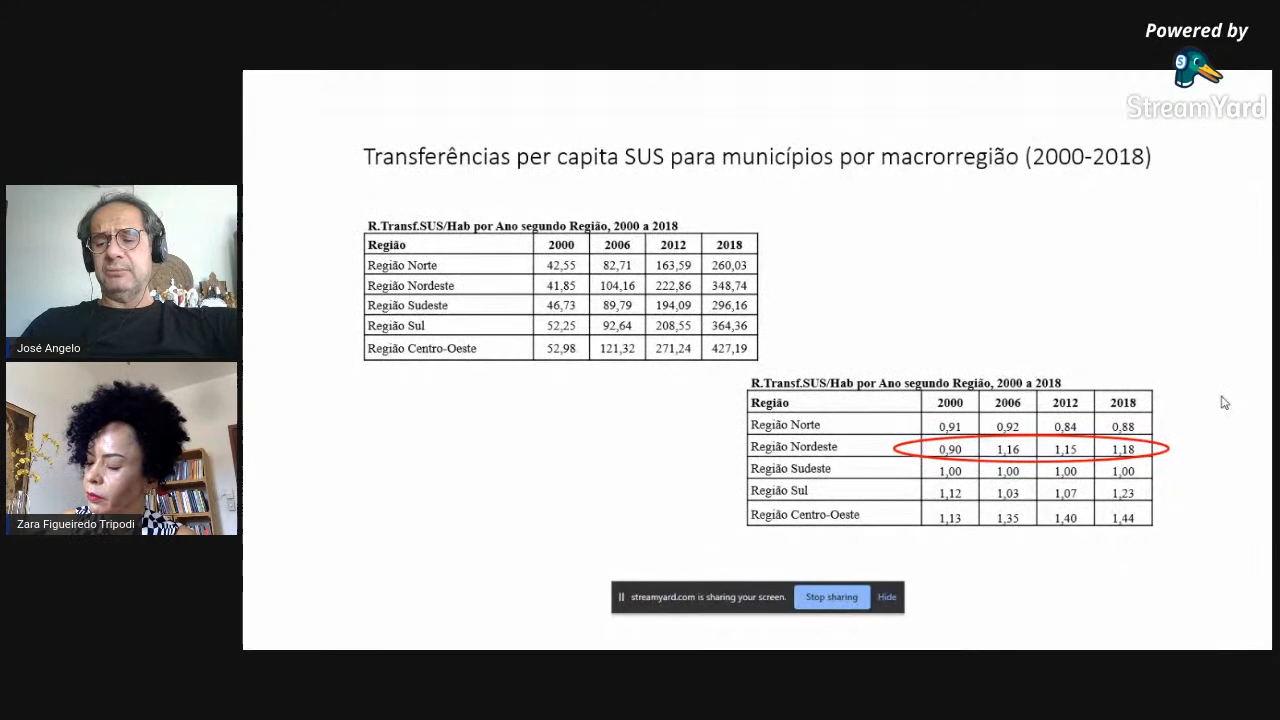 Powered by
StreamYard
Transferências per capita SUS para municípios por macrorregião (2000-2018)
R.Transf.SUS/Hab por Ano segundo Região, 2000 a 2018
Região 2000 2006 2012 2018
Região Norte 42,55 82,71 163,59 260,03
Região Nordeste 41,85 104,16 222,86 348,74
Região Sudeste 46,73 89,79 194,09 296,16
Região Sul 52,25 92,64 208,55 364,36
Região Centro-Oeste 52,98 121,32 271,24 427,19
R.Transf.SUS/Hab por Ano segundo Região, 2000 a 2018
Região 2000 2006 2012 2018
Região Norte 0,91 0,92 0,84 0,88
Região Nordeste 0,90 1,16 1,15 1,18
Região Sudeste 1,00 1,00 1,00 1,00
Região Sul 1,12 1,03 1,07 1,23
Região Centro-Oeste 1,13 1,35 1,40 1,44
José Angelo
Zara Figueiredo Tripodi
streamyard.com is sharing your screen. Stop sharing Hide